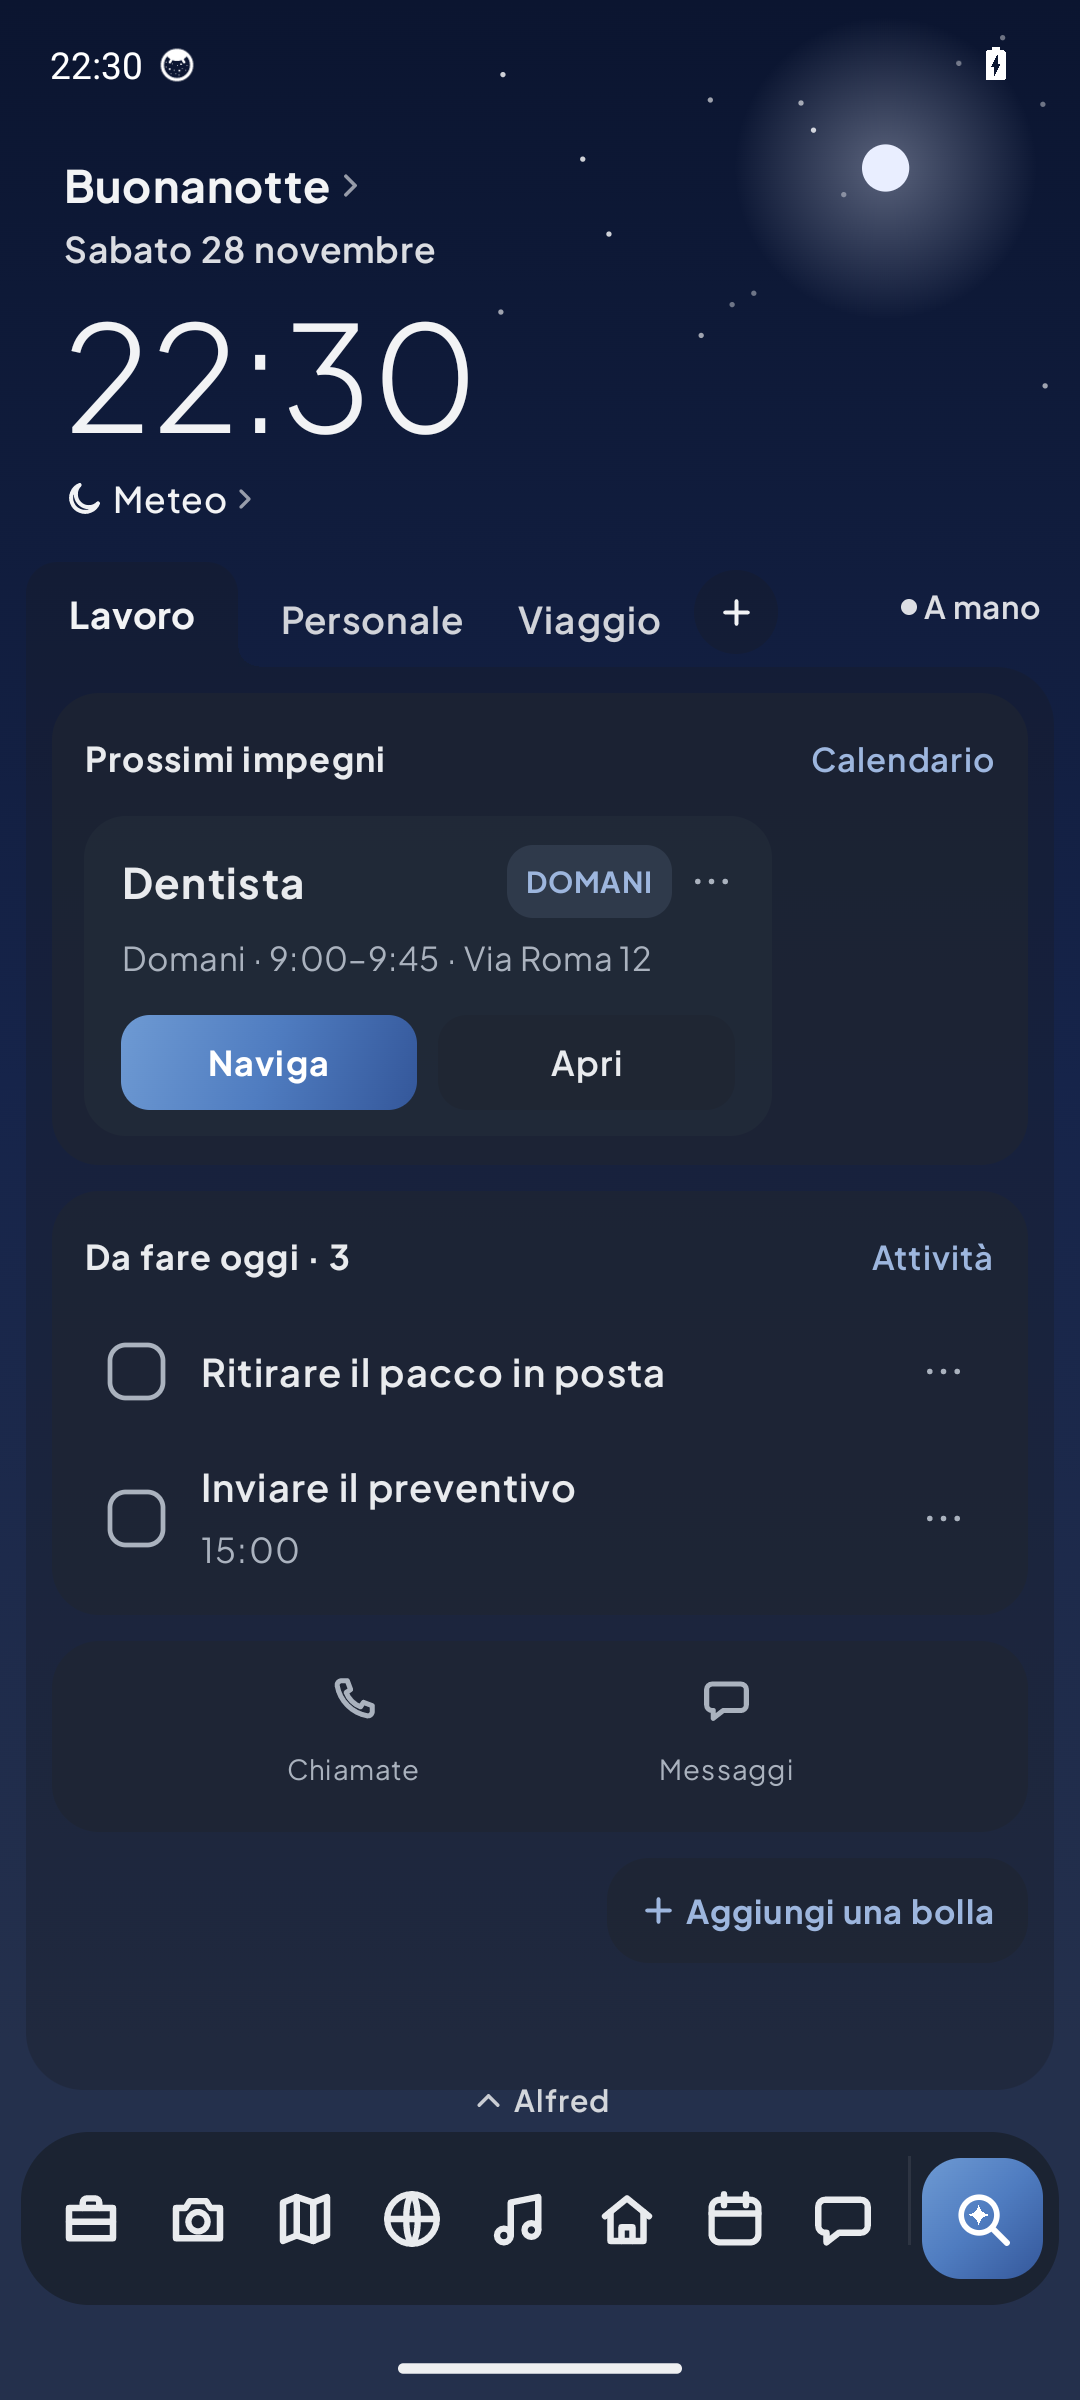 22:30
Buonanotte
Sabato 28 novembre
22:30
Meteo
Lavoro
Personale
Viaggio
A mano
Prossimi impegni
Calendario
Dentista
DOMANI
Domani · 9:00–9:45 · Via Roma 12
Naviga
Apri
Da fare oggi · 3
Attività
Ritirare il pacco in posta
Inviare il preventivo
15:00
Chiamate
Messaggi
+ Aggiungi una bolla
Alfred